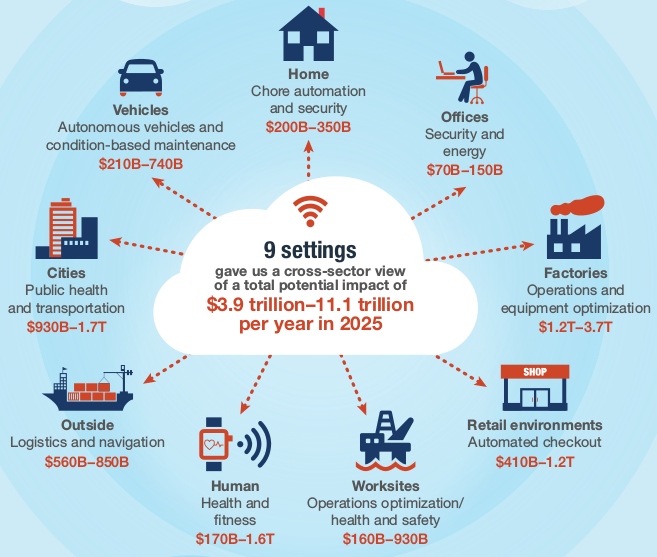 Home
Chore automation
and security
$200B–350B
Vehicles
Autonomous vehicles and
condition-based maintenance
$210B–740B
Offices
Security and
energy
$70B–150B
9 settings
gave us a cross-sector view
of a total potential impact of
$3.9 trillion–11.1 trillion
per year in 2025
Cities
Public health
and transportation
$930B–1.7T
Factories
Operations and
equipment optimization
$1.2T–3.7T
SHOP
Outside
Logistics and navigation
$560B–850B
Retail environments
Automated checkout
$410B–1.2T
Human
Health and
fitness
$170B–1.6T
Worksites
Operations optimization/
health and safety
$160B–930B